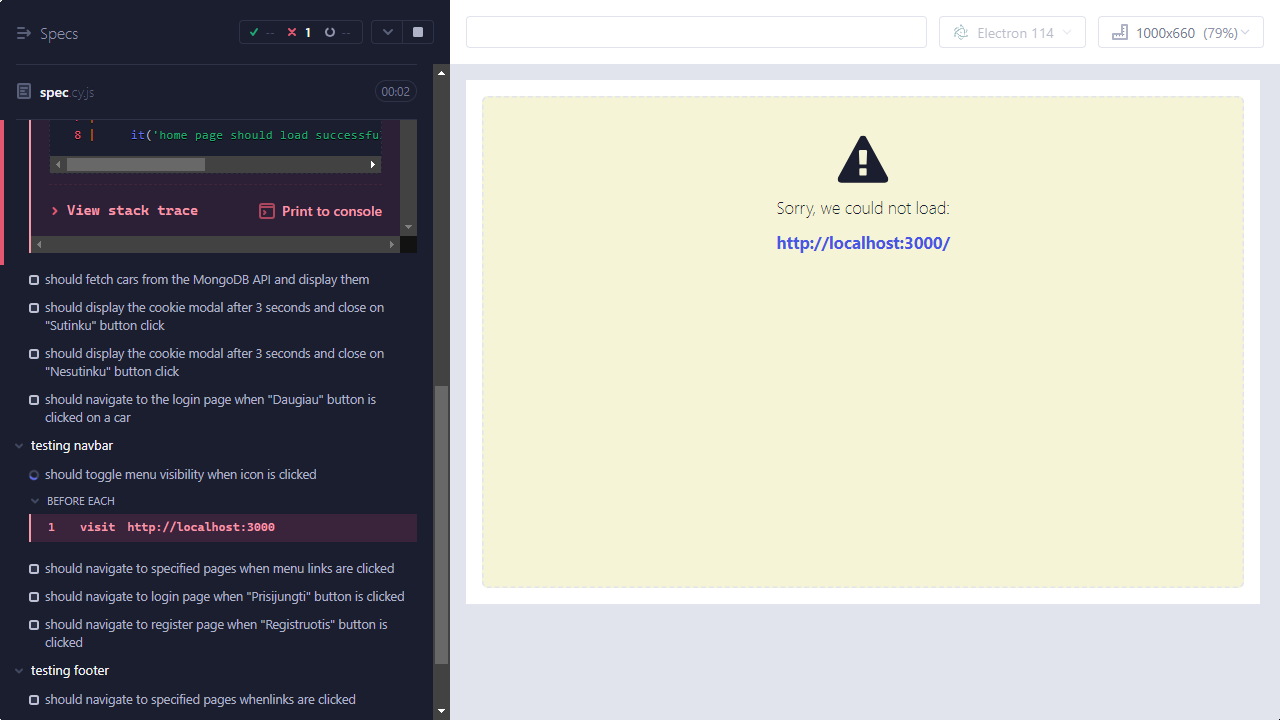 Specs
-- 1 --
spec.cy.js
00:02
8 | it('home page should load successfu
View stack trace
Print to console
should fetch cars from the MongoDB API and display them
should display the cookie modal after 3 seconds and close on
"Sutinku" button click
should display the cookie modal after 3 seconds and close on
"Nesutinku" button click
should navigate to the login page when "Daugiau" button is
clicked on a car
testing navbar
should toggle menu visibility when icon is clicked
BEFORE EACH
1 visit http://localhost:3000
should navigate to specified pages when menu links are clicked
should navigate to login page when "Prisijungti" button is clicked
should navigate to register page when "Registruotis" button is
clicked
testing footer
should navigate to specified pages whenlinks are clicked
Electron 114
1000x660 (79%)
Sorry, we could not load:
http://localhost:3000/